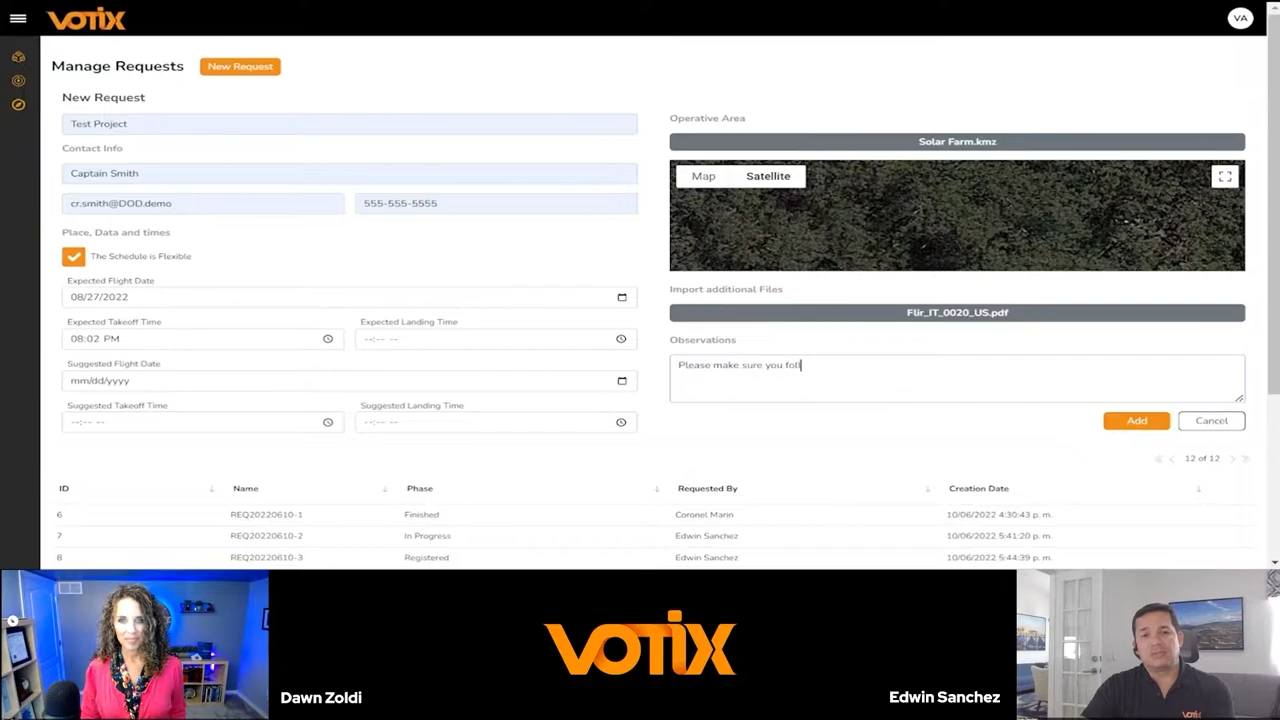 VOTIX
VA
Manage Requests
New Request
New Request
Test Project
Contact Info
Captain Smith
cr.smith@DOD.demo
555-555-5555
Place, Data and times
The Schedule is Flexible
Expected Flight Date
08/27/2022
Expected Takeoff Time
Expected Landing Time
08:02 PM
--:-- --
Suggested Flight Date
mm/dd/yyyy
Suggested Takeoff Time
Suggested Landing Time
--:-- --
--:-- --
Operative Area
Solar Farm.kmz
Map
Satellite
Import additional Files
Flir_IT_0020_US.pdf
Observations
Please make sure you foll
Add
Cancel
12 of 12
ID Name Phase Requested By Creation Date
6 REQ20220610-1 Finished Coronel Marin 10/06/2022 4:30:43 p. m.
7 REQ20220610-2 In Progress Edwin Sanchez 10/06/2022 5:41:20 p. m.
8 REQ20220610-3 Registered Edwin Sanchez 10/06/2022 5:44:39 p. m.
VOTIX
Dawn Zoldi
Edwin Sanchez
VOTIX